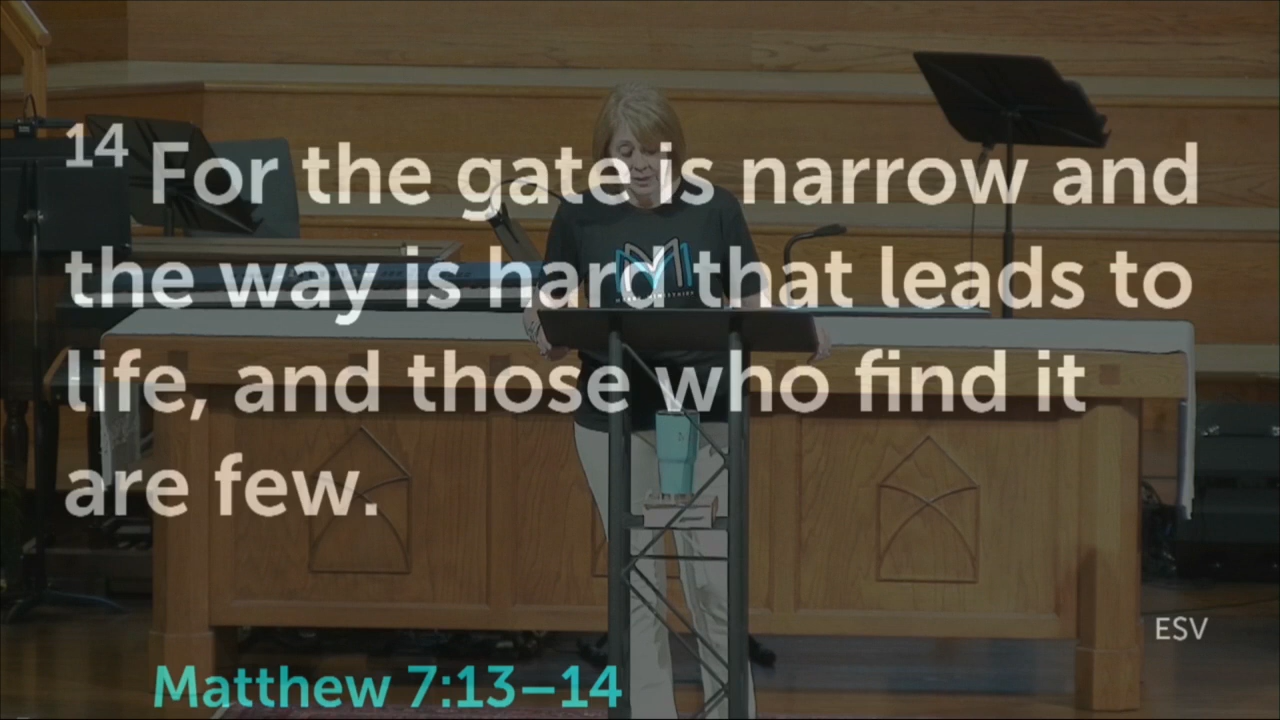 14 For the gate is narrow and
the way is hard that leads to
life, and those who find it
are few.
ESV
Matthew 7:13–14